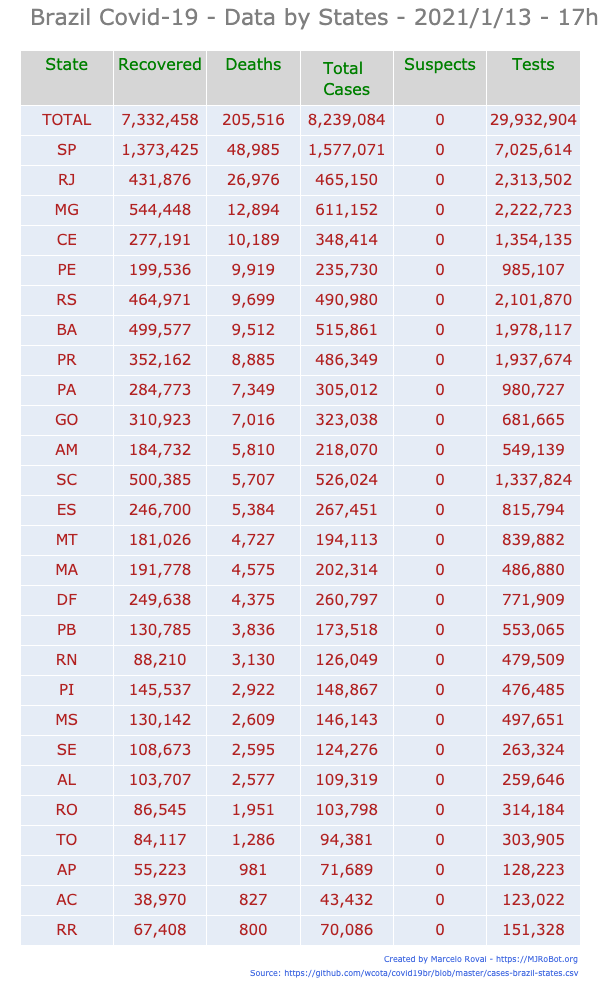 Brazil Covid-19 - Data by States - 2021/1/13 - 17h
State Recovered Deaths Total Cases Suspects Tests
TOTAL 7,332,458 205,516 8,239,084 0 29,932,904
SP 1,373,425 48,985 1,577,071 0 7,025,614
RJ 431,876 26,976 465,150 0 2,313,502
MG 544,448 12,894 611,152 0 2,222,723
CE 277,191 10,189 348,414 0 1,354,135
PE 199,536 9,919 235,730 0 985,107
RS 464,971 9,699 490,980 0 2,101,870
BA 499,577 9,512 515,861 0 1,978,117
PR 352,162 8,885 486,349 0 1,937,674
PA 284,773 7,349 305,012 0 980,727
GO 310,923 7,016 323,038 0 681,665
AM 184,732 5,810 218,070 0 549,139
SC 500,385 5,707 526,024 0 1,337,824
ES 246,700 5,384 267,451 0 815,794
MT 181,026 4,727 194,113 0 839,882
MA 191,778 4,575 202,314 0 486,880
DF 249,638 4,375 260,797 0 771,909
PB 130,785 3,836 173,518 0 553,065
RN 88,210 3,130 126,049 0 479,509
PI 145,537 2,922 148,867 0 476,485
MS 130,142 2,609 146,143 0 497,651
SE 108,673 2,595 124,276 0 263,324
AL 103,707 2,577 109,319 0 259,646
RO 86,545 1,951 103,798 0 314,184
TO 84,117 1,286 94,381 0 303,905
AP 55,223 981 71,689 0 128,223
AC 38,970 827 43,432 0 123,022
RR 67,408 800 70,086 0 151,328
Created by Marcelo Rovai - https://MJRoBot.org
Source: https://github.com/wcota/covid19br/blob/master/cases-brazil-states.csv